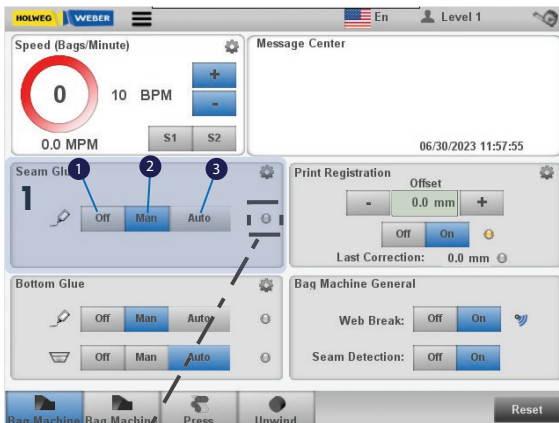 HOLWEG WEBER En Level 1
Speed (Bags/Minute)
0
10 BPM
+
-
0.0 MPM
S1 S2
Message Center
06/30/2023 11:57:55
Seam Glu
1 2 3
1
Off Man Auto
Print Registration
Offset
- 0.0 mm +
Off On
Last Correction: 0.0 mm
Bottom Glue
Off Man Auto
Off Man Auto
Bag Machine General
Web Break: Off On
Seam Detection: Off On
Bag Machine Bag Machine Press Unwind
Reset